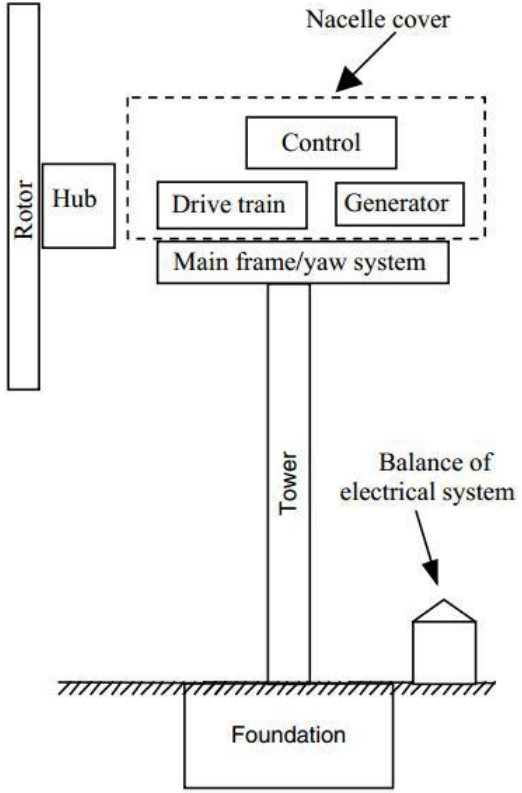 Nacelle cover
Control
Rotor
Hub
Drive train
Generator
Main frame/yaw system
Tower
Balance of
electrical system
Foundation